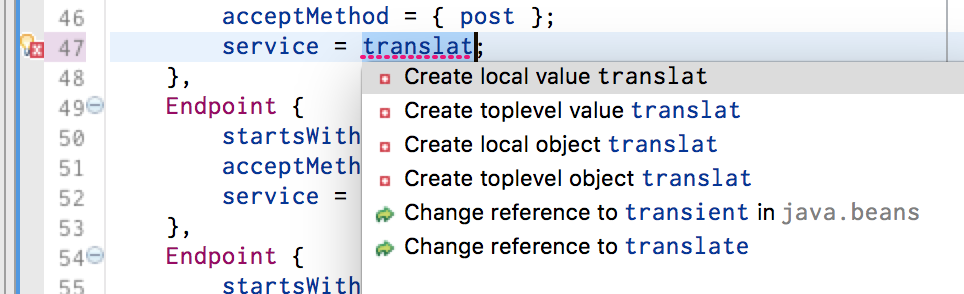 46 acceptMethod = { post };
47 service = translat;
48 },
49 Endpoint {
50 startsWith
51 acceptMeth
52 service =
53 },
54 Endpoint {
55 startsWith
Create local value translat
Create toplevel value translat
Create local object translat
Create toplevel object translat
Change reference to transient in java.beans
Change reference to translate